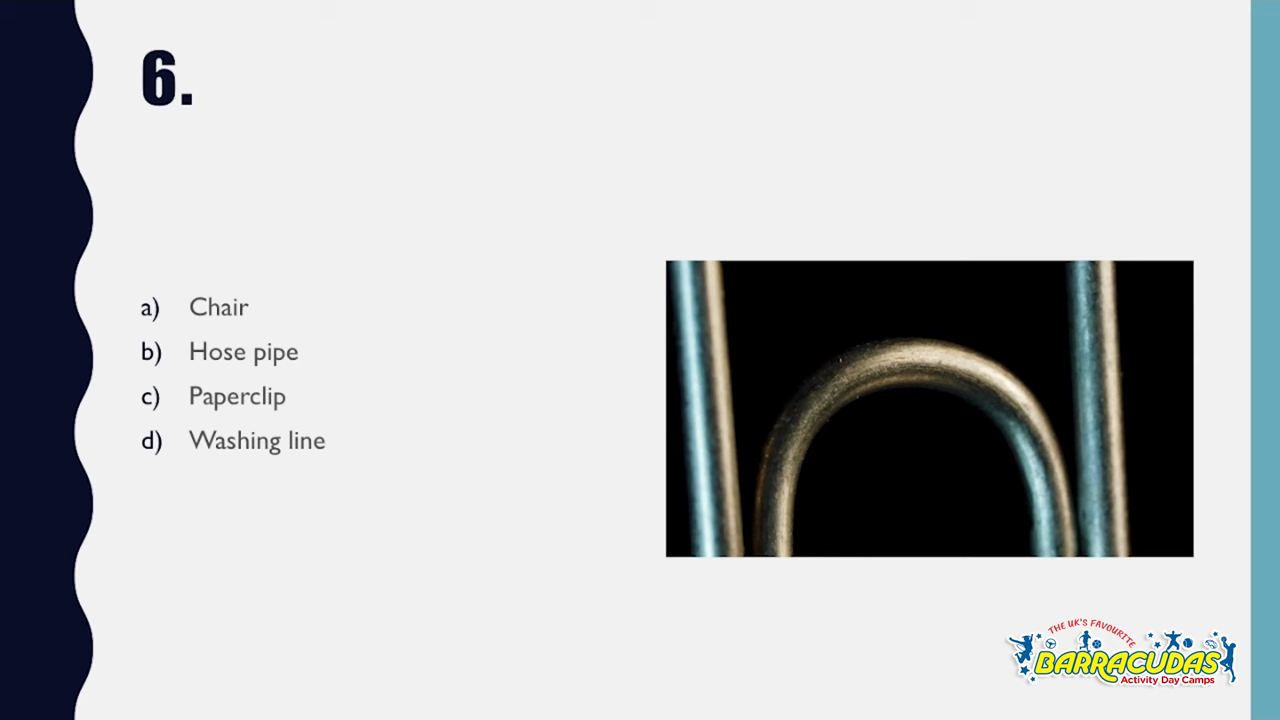 6.
a) Chair
b) Hose pipe
c) Paperclip
d) Washing line
THE UK'S FAVOURITE
BARRACUDAS
Activity Day Camps